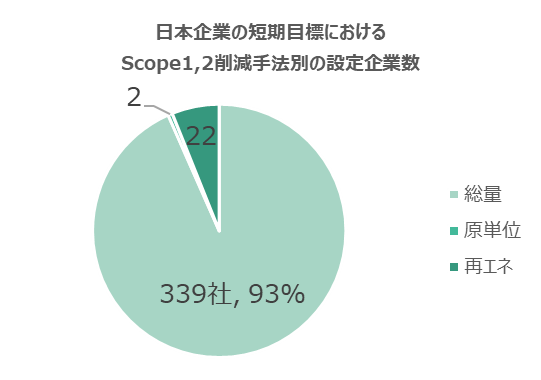 日本企業の短期目標における
Scope1,2削減手法別の設定企業数
2
22
339社, 93%
総量
原単位
再エネ